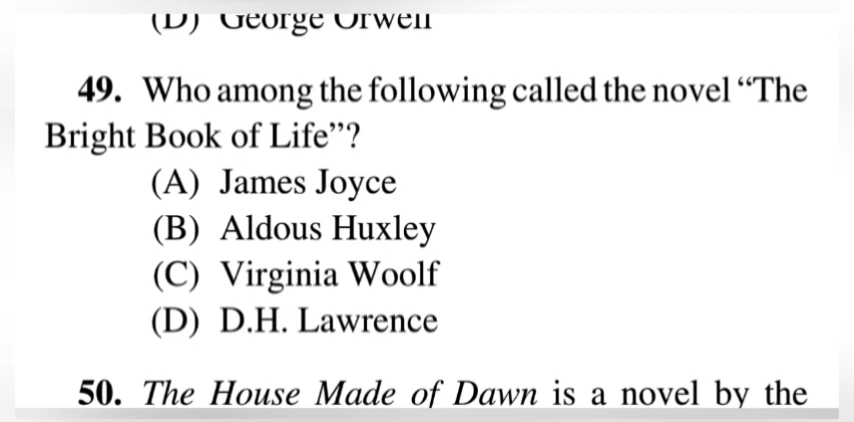 (D) George Orwell
49. Who among the following called the novel “The
Bright Book of Life”?
(A) James Joyce
(B) Aldous Huxley
(C) Virginia Woolf
(D) D.H. Lawrence
50. The House Made of Dawn is a novel by the